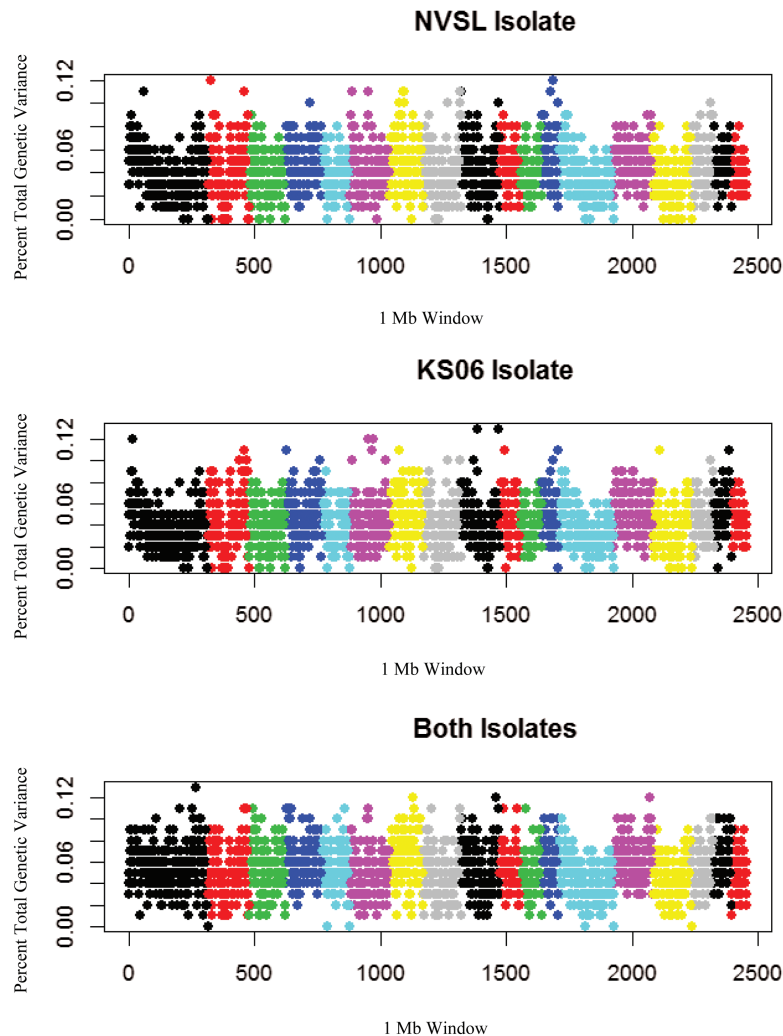 NVSL Isolate
Percent Total Genetic Variance
0.12
0.06
0.00
0 500 1000 1500 2000 2500
1 Mb Window
KS06 Isolate
Percent Total Genetic Variance
0.12
0.06
0.00
0 500 1000 1500 2000 2500
1 Mb Window
Both Isolates
Percent Total Genetic Variance
0.12
0.06
0.00
0 500 1000 1500 2000 2500
1 Mb Window